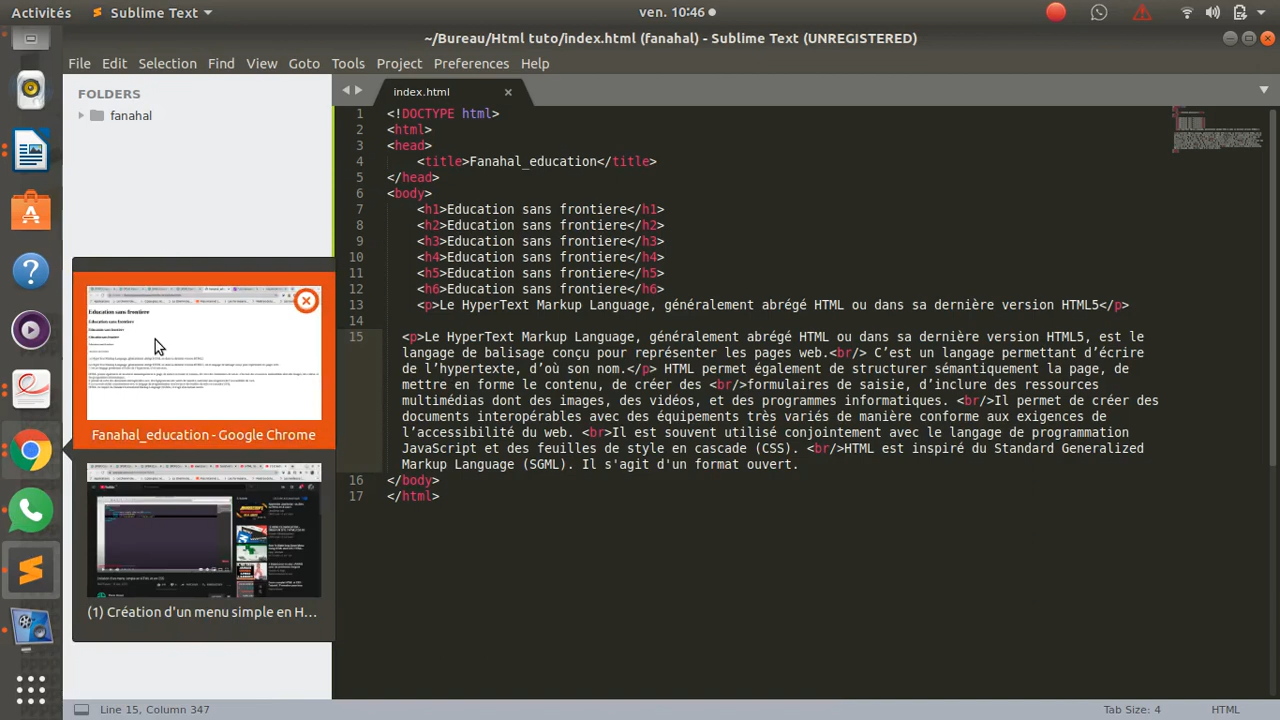 Activités
Sublime Text
ven. 10:46
~/Bureau/Html tuto/index.html (fanahal) - Sublime Text (UNREGISTERED)
File Edit Selection Find View Goto Tools Project Preferences Help
FOLDERS
fanahal
index.html
1 <!DOCTYPE html>
2 <html>
3 <head>
4 <title>Fanahal_education</title>
5 </head>
6 <body>
7 <h1>Education sans frontiere</h1>
8 <h2>Education sans frontiere</h2>
9 <h3>Education sans frontiere</h3>
10 <h4>Education sans frontiere</h4>
11 <h5>Education sans frontiere</h5>
12 <h6>Education sans frontiere</h6>
13 <p>Le HyperText Markup Language, généralement abrégé HTML ou dans sa dernière version HTML5</p>
14
15 <p>L'HyperText Markup Language, généralement abrégé HTML ou dans sa dernière version HTML5, est le
langage de balisage conçu pour représenter les pages web. C'est un langage permettant d'écrire
de l'hypertexte, d'où son nom. HTML permet également de structurer sémantiquement la page, de
mettre en forme le contenu, de créer des <br/>formulaires de saisie, d'inclure des ressources
multimédias dont des images, des vidéos, et des programmes informatiques. <br/>Il permet de créer des
documents interopérables avec des équipements très variés de manière conforme aux exigences de
l'accessibilité du web. <br>Il est souvent utilisé conjointement avec le langage de programmation
JavaScript et des feuilles de style en cascade (CSS). <br/>HTML est inspiré du Standard Generalized
Markup Language (SGML). Il s'agit d'un format ouvert.
16 </body>
17 </html>
Education sans frontiere
Education sans frontiere
Education sans frontiere
Education sans frontiere
Fanahal_education - Google Chrome
(1) Création d'un menu simple en H...
Line 15, Column 347
Tab Size: 4
HTML